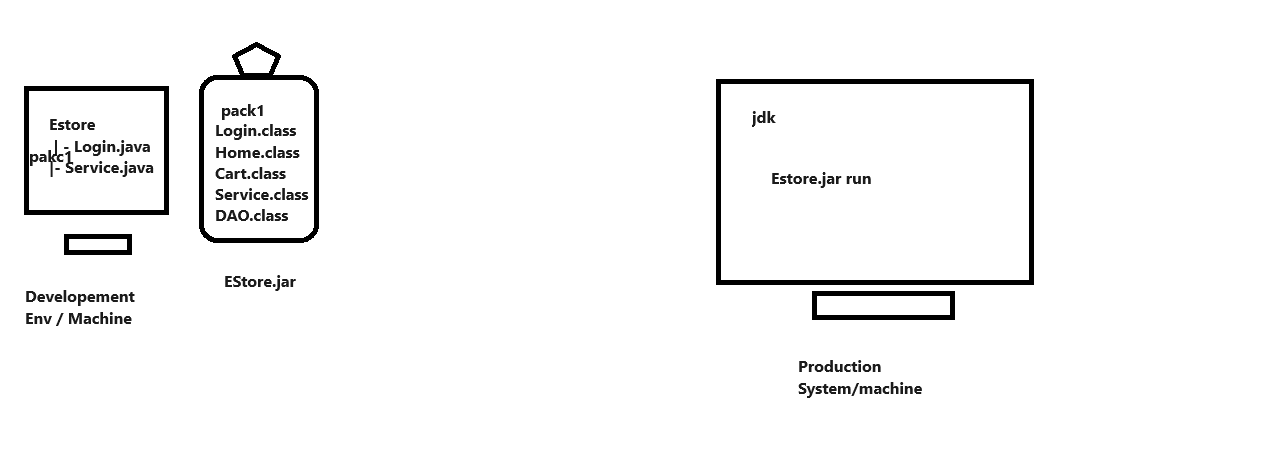 Estore
|- Login.java
pakc1
|- Service.java
Developement
Env / Machine
pack1
Login.class
Home.class
Cart.class
Service.class
DAO.class
EStore.jar
jdk
Estore.jar run
Production
System/machine